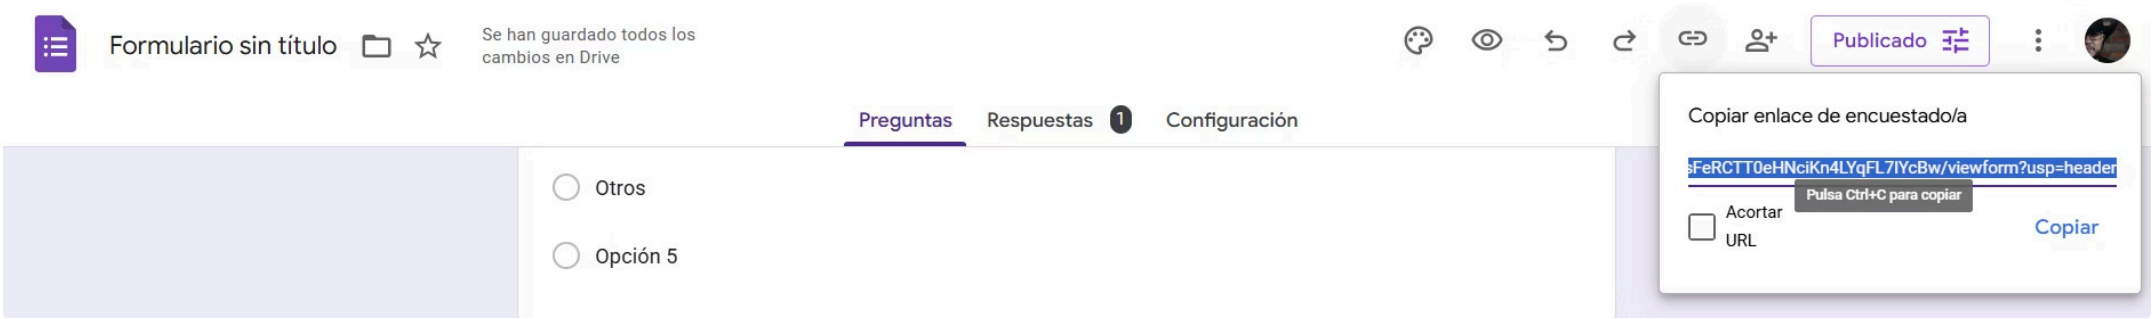 Formulario sin título
Se han guardado todos los
cambios en Drive
Publicado
Preguntas
Respuestas 1
Configuración
Otros
Opción 5
Copiar enlace de encuestado/a
sFeRCTT0eHNciKn4LYqFL7IYcBw/viewform?usp=header
Pulsa Ctrl+C para copiar
Acortar
URL
Copiar